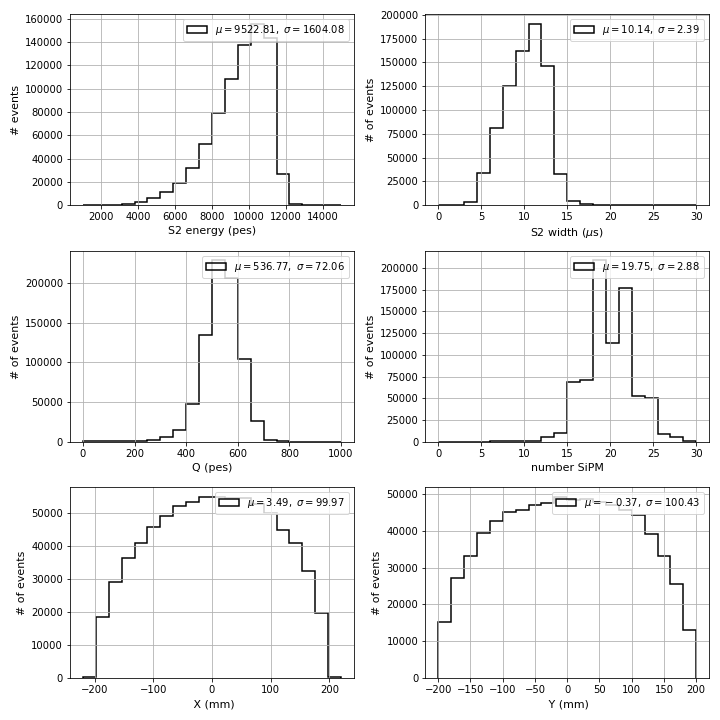 160000
140000
120000
100000
80000
60000
40000
20000
0
# events
μ = 9522.81, σ = 1604.08
2000 4000 6000 8000 10000 12000 14000
S2 energy (pes)
200000
175000
150000
125000
100000
75000
50000
25000
0
# of events
μ = 10.14, σ = 2.39
0 5 10 15 20 25 30
S2 width (μs)
200000
150000
100000
50000
0
# of events
μ = 536.77, σ = 72.06
0 200 400 600 800 1000
Q (pes)
200000
175000
150000
125000
100000
75000
50000
25000
0
# of events
μ = 19.75, σ = 2.88
0 5 10 15 20 25 30
number SiPM
50000
40000
30000
20000
10000
0
# of events
μ = 3.49, σ = 99.97
−200 −100 0 100 200
X (mm)
50000
40000
30000
20000
10000
0
# of events
μ = −0.37, σ = 100.43
−200 −150 −100 −50 0 50 100 150 200
Y (mm)